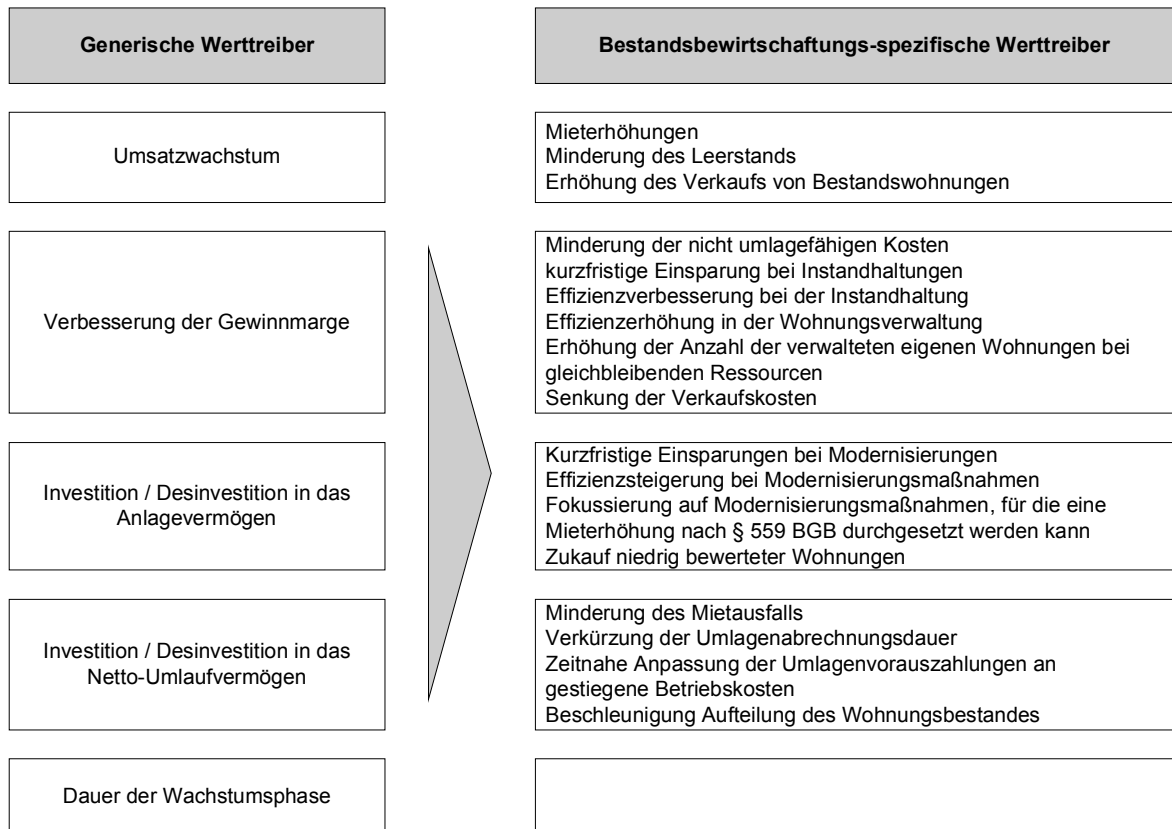 Generische Werttreiber
Bestandsbewirtschaftungs-spezifische Werttreiber
Umsatzwachstum
Mieterhöhungen
Minderung des Leerstands
Erhöhung des Verkaufs von Bestandswohnungen
Verbesserung der Gewinnmarge
Minderung der nicht umlagefähigen Kosten
kurzfristige Einsparung bei Instandhaltungen
Effizienzverbesserung bei der Instandhaltung
Effizienzerhöhung in der Wohnungsverwaltung
Erhöhung der Anzahl der verwalteten eigenen Wohnungen bei
gleichbleibenden Ressourcen
Senkung der Verkaufskosten
Investition / Desinvestition in das
Anlagevermögen
Kurzfristige Einsparungen bei Modernisierungen
Effizienzsteigerung bei Modernisierungsmaßnahmen
Fokussierung auf Modernisierungsmaßnahmen, für die eine
Mieterhöhung nach § 559 BGB durchgesetzt werden kann
Zukauf niedrig bewerteter Wohnungen
Investition / Desinvestition in das
Netto-Umlaufvermögen
Minderung des Mietausfalls
Verkürzung der Umlagenabrechnungsdauer
Zeitnahe Anpassung der Umlagenvorauszahlungen an
gestiegene Betriebskosten
Beschleunigung Aufteilung des Wohnungsbestandes
Dauer der Wachstumsphase